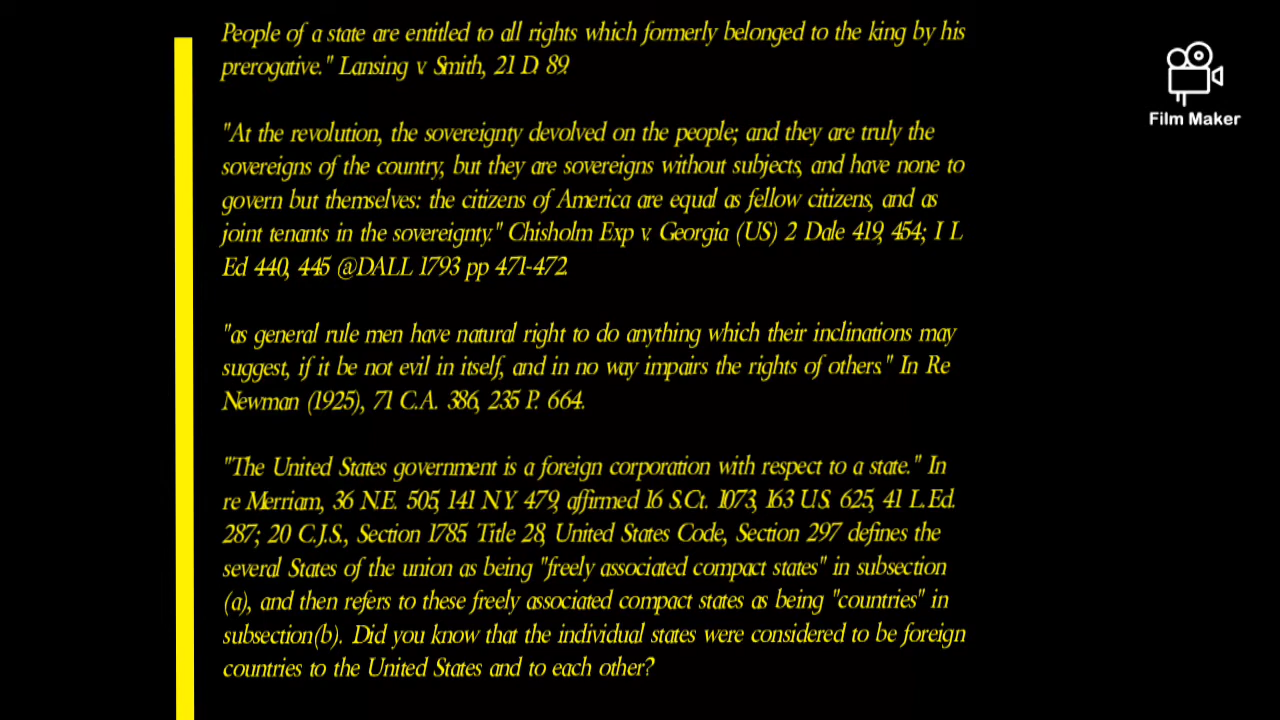 People of a state are entitled to all rights which formerly belonged to the king by his
prerogative." Lansing v. Smith, 21 D. 89.
"At the revolution, the sovereignty devolved on the people; and they are truly the
sovereigns of the country, but they are sovereigns without subjects, and have none to
govern but themselves: the citizens of America are equal as fellow citizens, and as
joint tenants in the sovereignty." Chisholm Exp v. Georgia (US) 2 Dale 419, 454; I L
Ed 440, 445 @DALL 1793 pp 471-472.
"as general rule men have natural right to do anything which their inclinations may
suggest, if it be not evil in itself, and in no way impairs the rights of others." In Re
Newman (1925), 71 C.A. 386, 235 P. 664.
"The United States government is a foreign corporation with respect to a state." In
re Merriam, 36 N.E. 505, 141 N.Y. 479, affirmed 16 S.Ct. 1073, 163 U.S. 625, 41 L.Ed.
287; 20 C.J.S., Section 1785. Title 28, United States Code, Section 297 defines the
several States of the union as being "freely associated compact states" in subsection
(a), and then refers to these freely associated compact states as being "countries" in
subsection(b). Did you know that the individual states were considered to be foreign
countries to the United States and to each other?
Film Maker